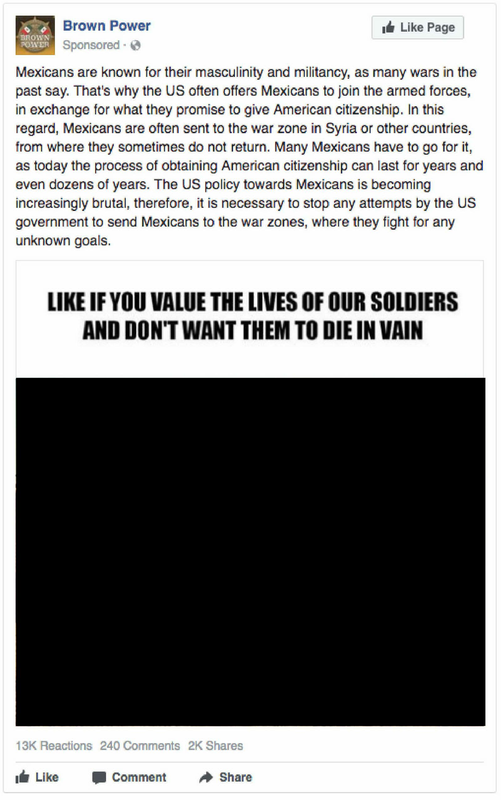 Brown Power
Like Page
Sponsored ·
BROWN
POWER
Mexicans are known for their masculinity and militancy, as many wars in the
past say. That's why the US often offers Mexicans to join the armed forces,
in exchange for what they promise to give American citizenship. In this
regard, Mexicans are often sent to the war zone in Syria or other countries,
from where they sometimes do not return. Many Mexicans have to go for it,
as today the process of obtaining American citizenship can last for years and
even dozens of years. The US policy towards Mexicans is becoming
increasingly brutal, therefore, it is necessary to stop any attempts by the US
government to send Mexicans to the war zones, where they fight for any
unknown goals.
LIKE IF YOU VALUE THE LIVES OF OUR SOLDIERS
AND DON'T WANT THEM TO DIE IN VAIN
13K Reactions 240 Comments 2K Shares
Like Comment Share